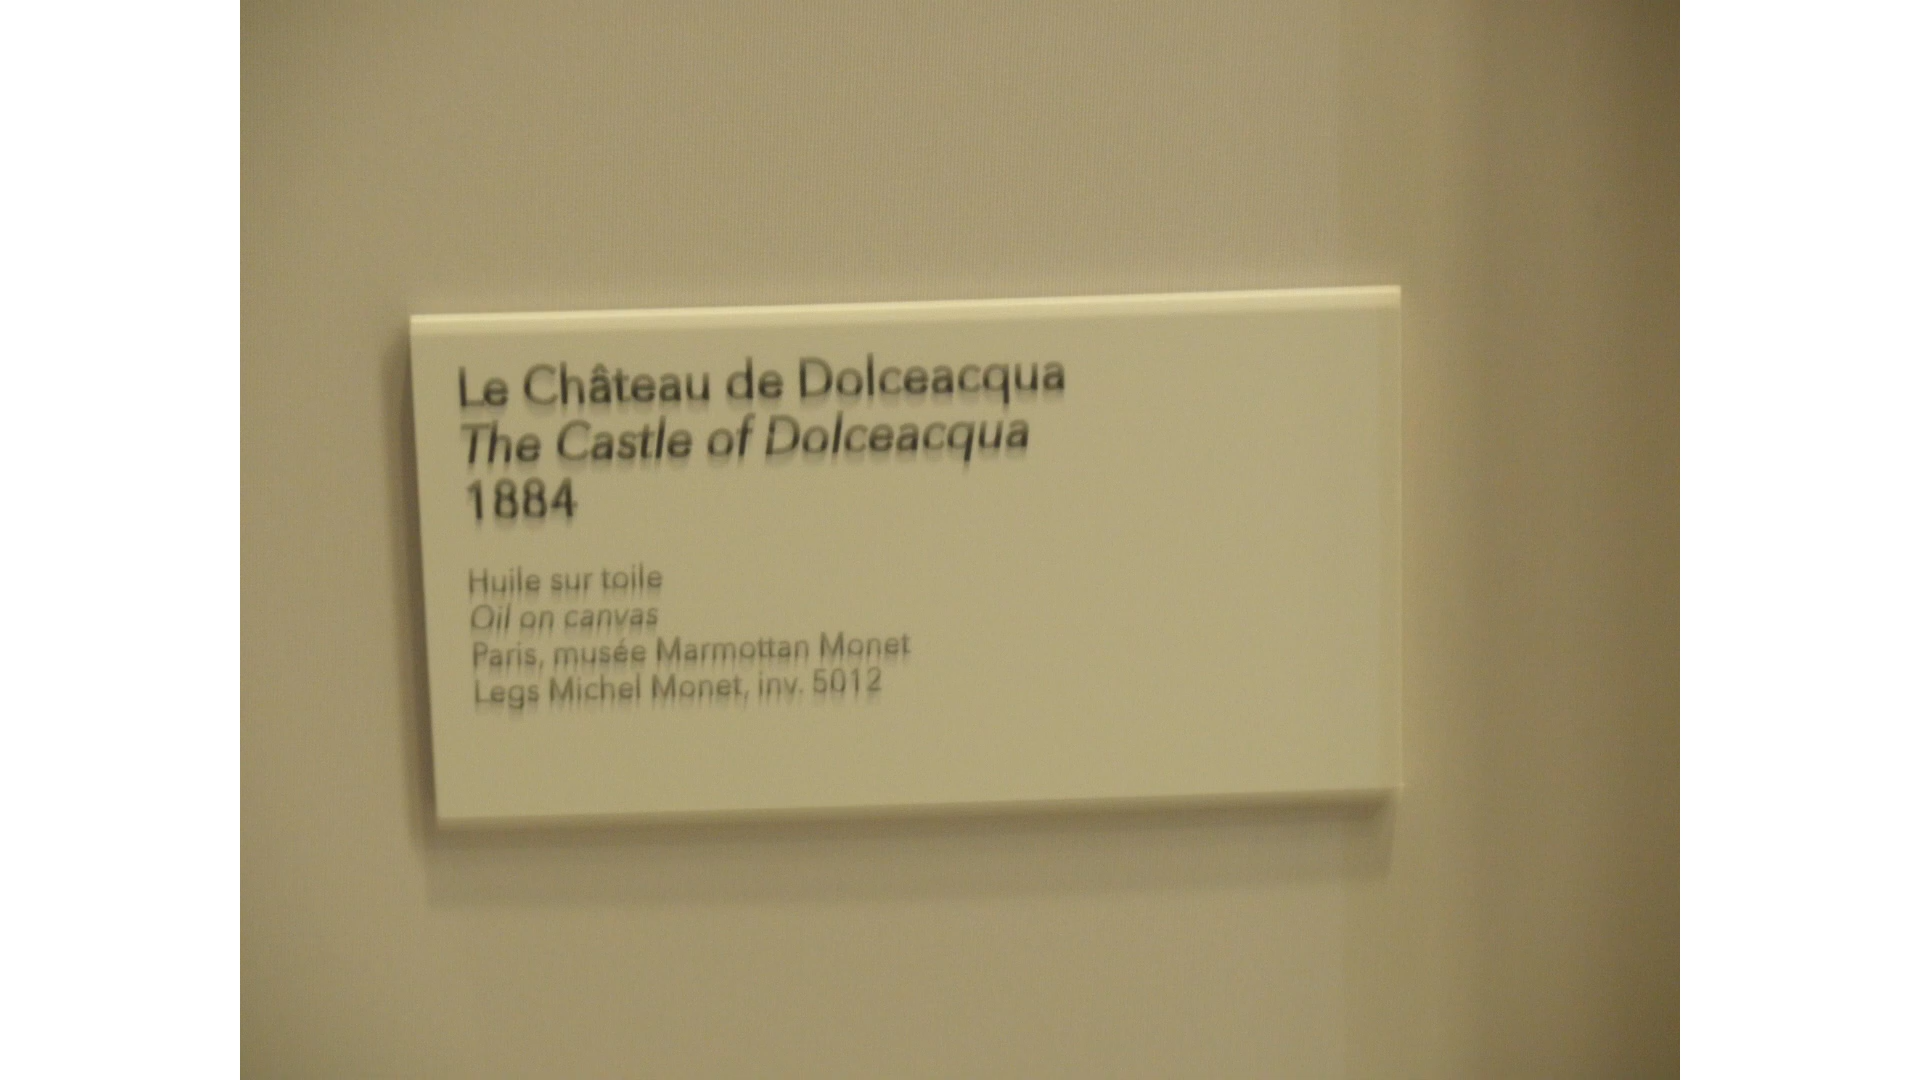 Le Château de Dolceacqua
The Castle of Dolceacqua
1884
Huile sur toile
Oil on canvas
Paris, musée Marmottan Monet
Legs Michel Monet, inv. 5012